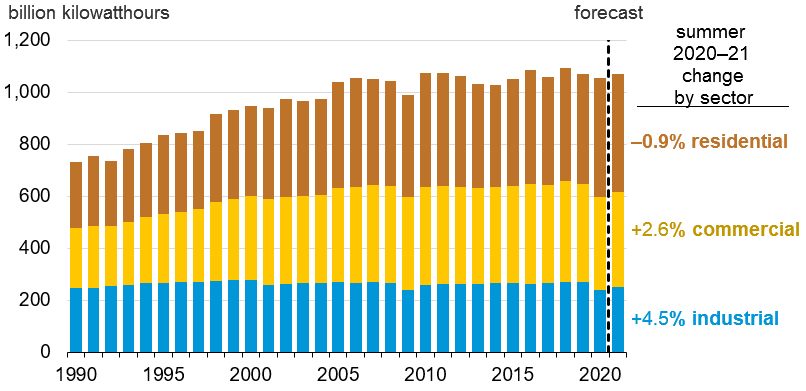 billion kilowatthours
forecast
summer
2020–21
change
by sector
1,200
1,000
800
600
400
200
0
–0.9% residential
+2.6% commercial
+4.5% industrial
1990
1995
2000
2005
2010
2015
2020